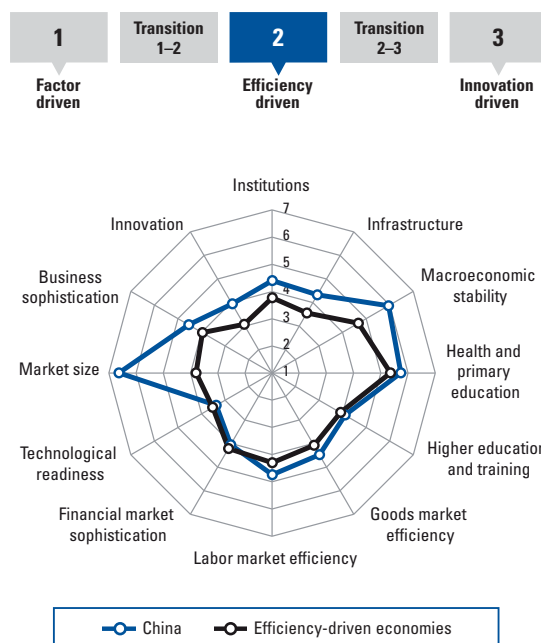 1
Transition
1–2
2
Transition
2–3
3
Factor
driven
Efficiency
driven
Innovation
driven
Institutions
Infrastructure
Macroeconomic
stability
Health and
primary
education
Higher education
and training
Goods market
efficiency
Labor market efficiency
Financial market
sophistication
Technological
readiness
Market size
Business
sophistication
Innovation
7
6
5
4
3
2
1
China
Efficiency-driven economies